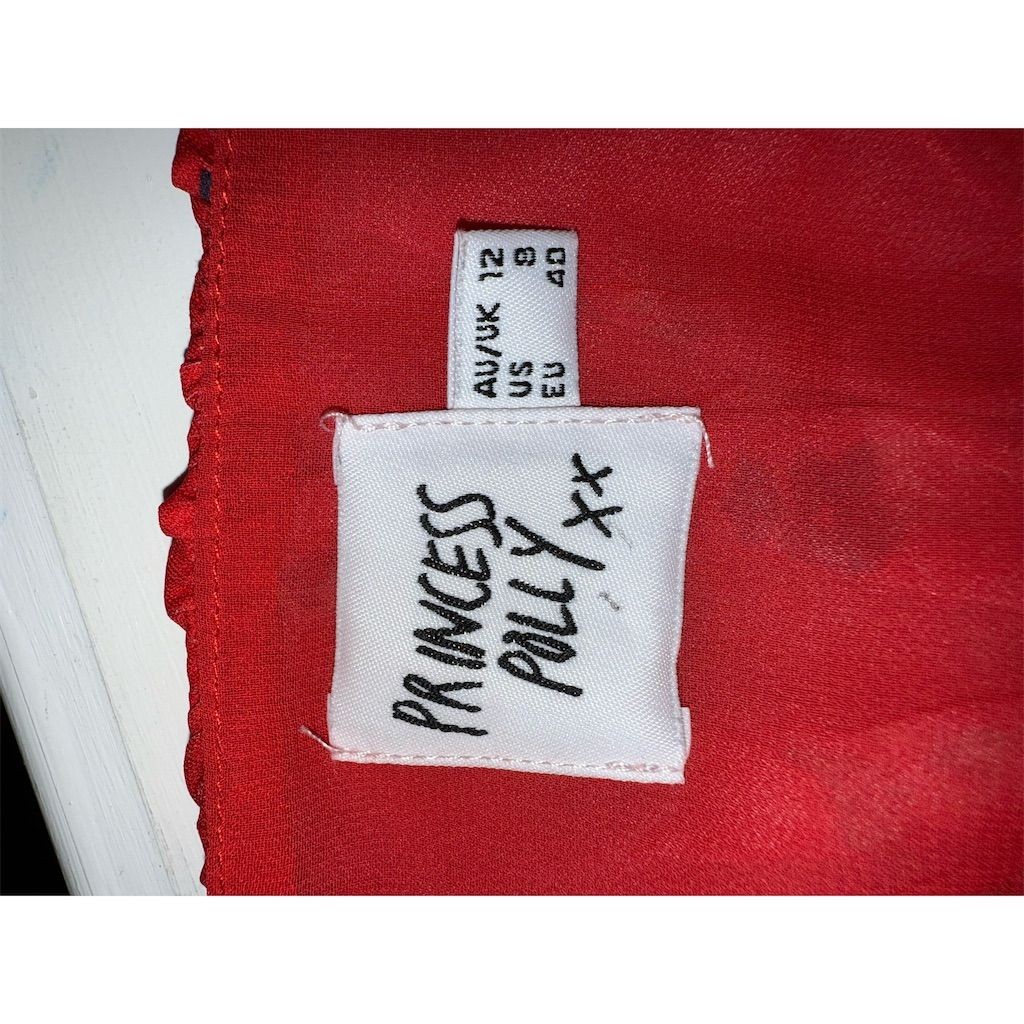 PRINCESS
POLLY
XX
AU/UK 12
US 8
EU 40